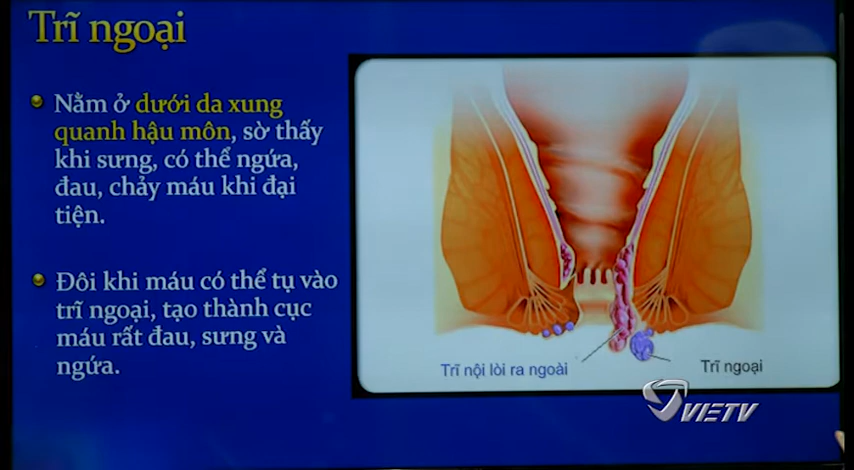 Trĩ ngoại
Nằm ở dưới da xung
quanh hậu môn, sờ thấy
khi sưng, có thể ngứa,
đau, chảy máu khi đại
tiện.
Đôi khi máu có thể tụ vào
trĩ ngoại, tạo thành cục
máu rất đau, sưng và
ngứa.
Trĩ nội lòi ra ngoài
Trĩ ngoại
VIETV